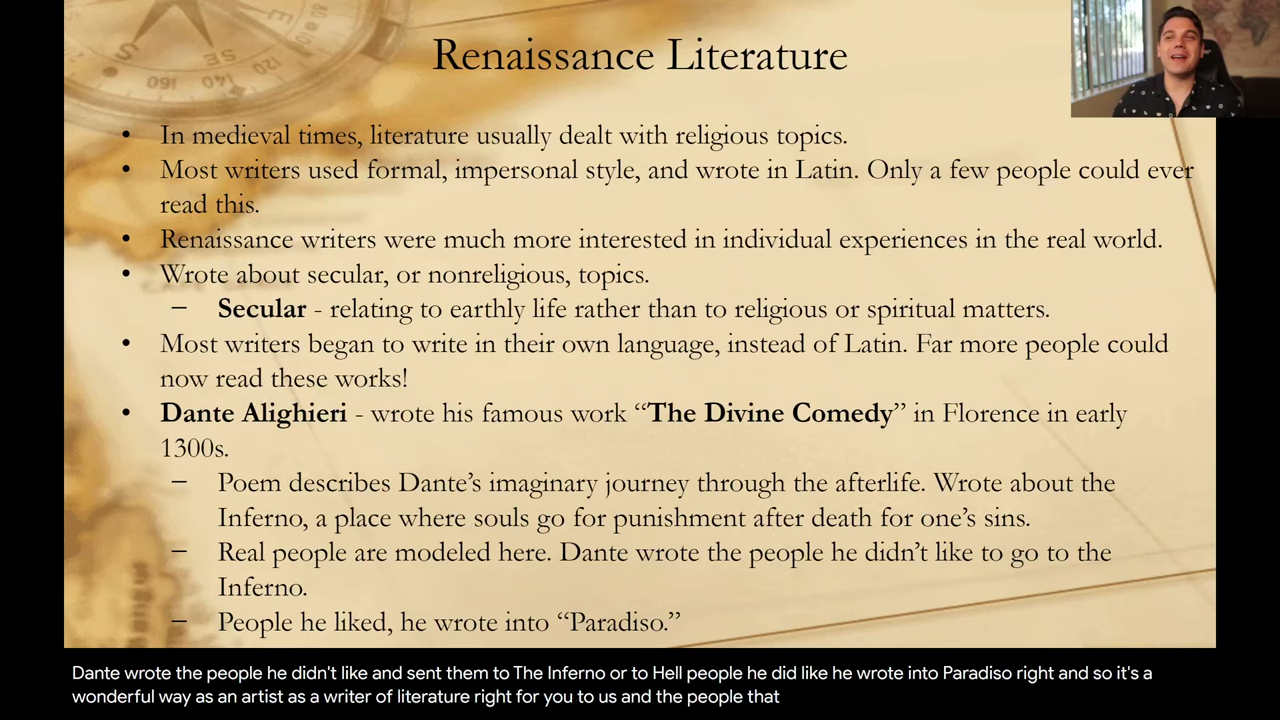 Renaissance Literature
• In medieval times, literature usually dealt with religious topics.
• Most writers used formal, impersonal style, and wrote in Latin. Only a few people could ever
read this.
• Renaissance writers were much more interested in individual experiences in the real world.
• Wrote about secular, or nonreligious, topics.
– Secular - relating to earthly life rather than to religious or spiritual matters.
• Most writers began to write in their own language, instead of Latin. Far more people could
now read these works!
• Dante Alighieri - wrote his famous work “The Divine Comedy” in Florence in early
1300s.
– Poem describes Dante’s imaginary journey through the afterlife. Wrote about the
Inferno, a place where souls go for punishment after death for one’s sins.
– Real people are modeled here. Dante wrote the people he didn’t like to go to the
Inferno.
– People he liked, he wrote into “Paradiso.”
Dante wrote the people he didn't like and sent them to The Inferno or to Hell people he did like he wrote into Paradiso right and so it's a
wonderful way as an artist as a writer of literature right for you to us and the people that